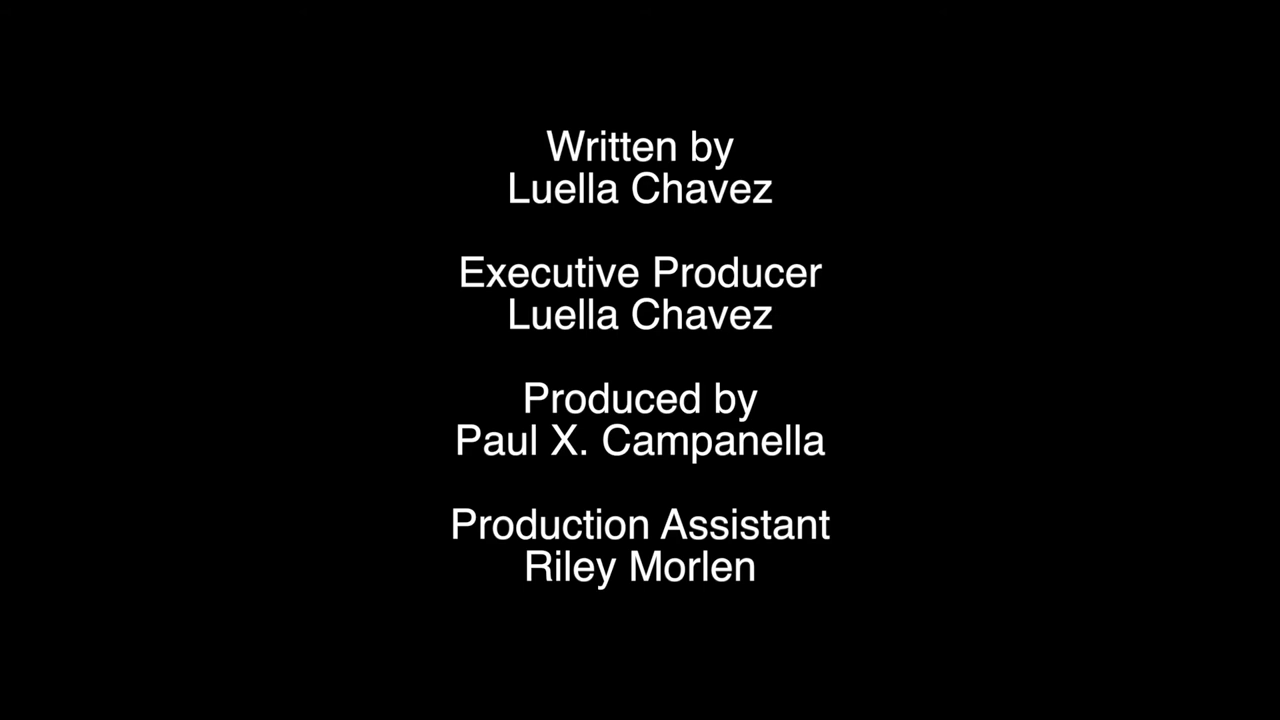 Written by
Luella Chavez
Executive Producer
Luella Chavez
Produced by
Paul X. Campanella
Production Assistant
Riley Morlen